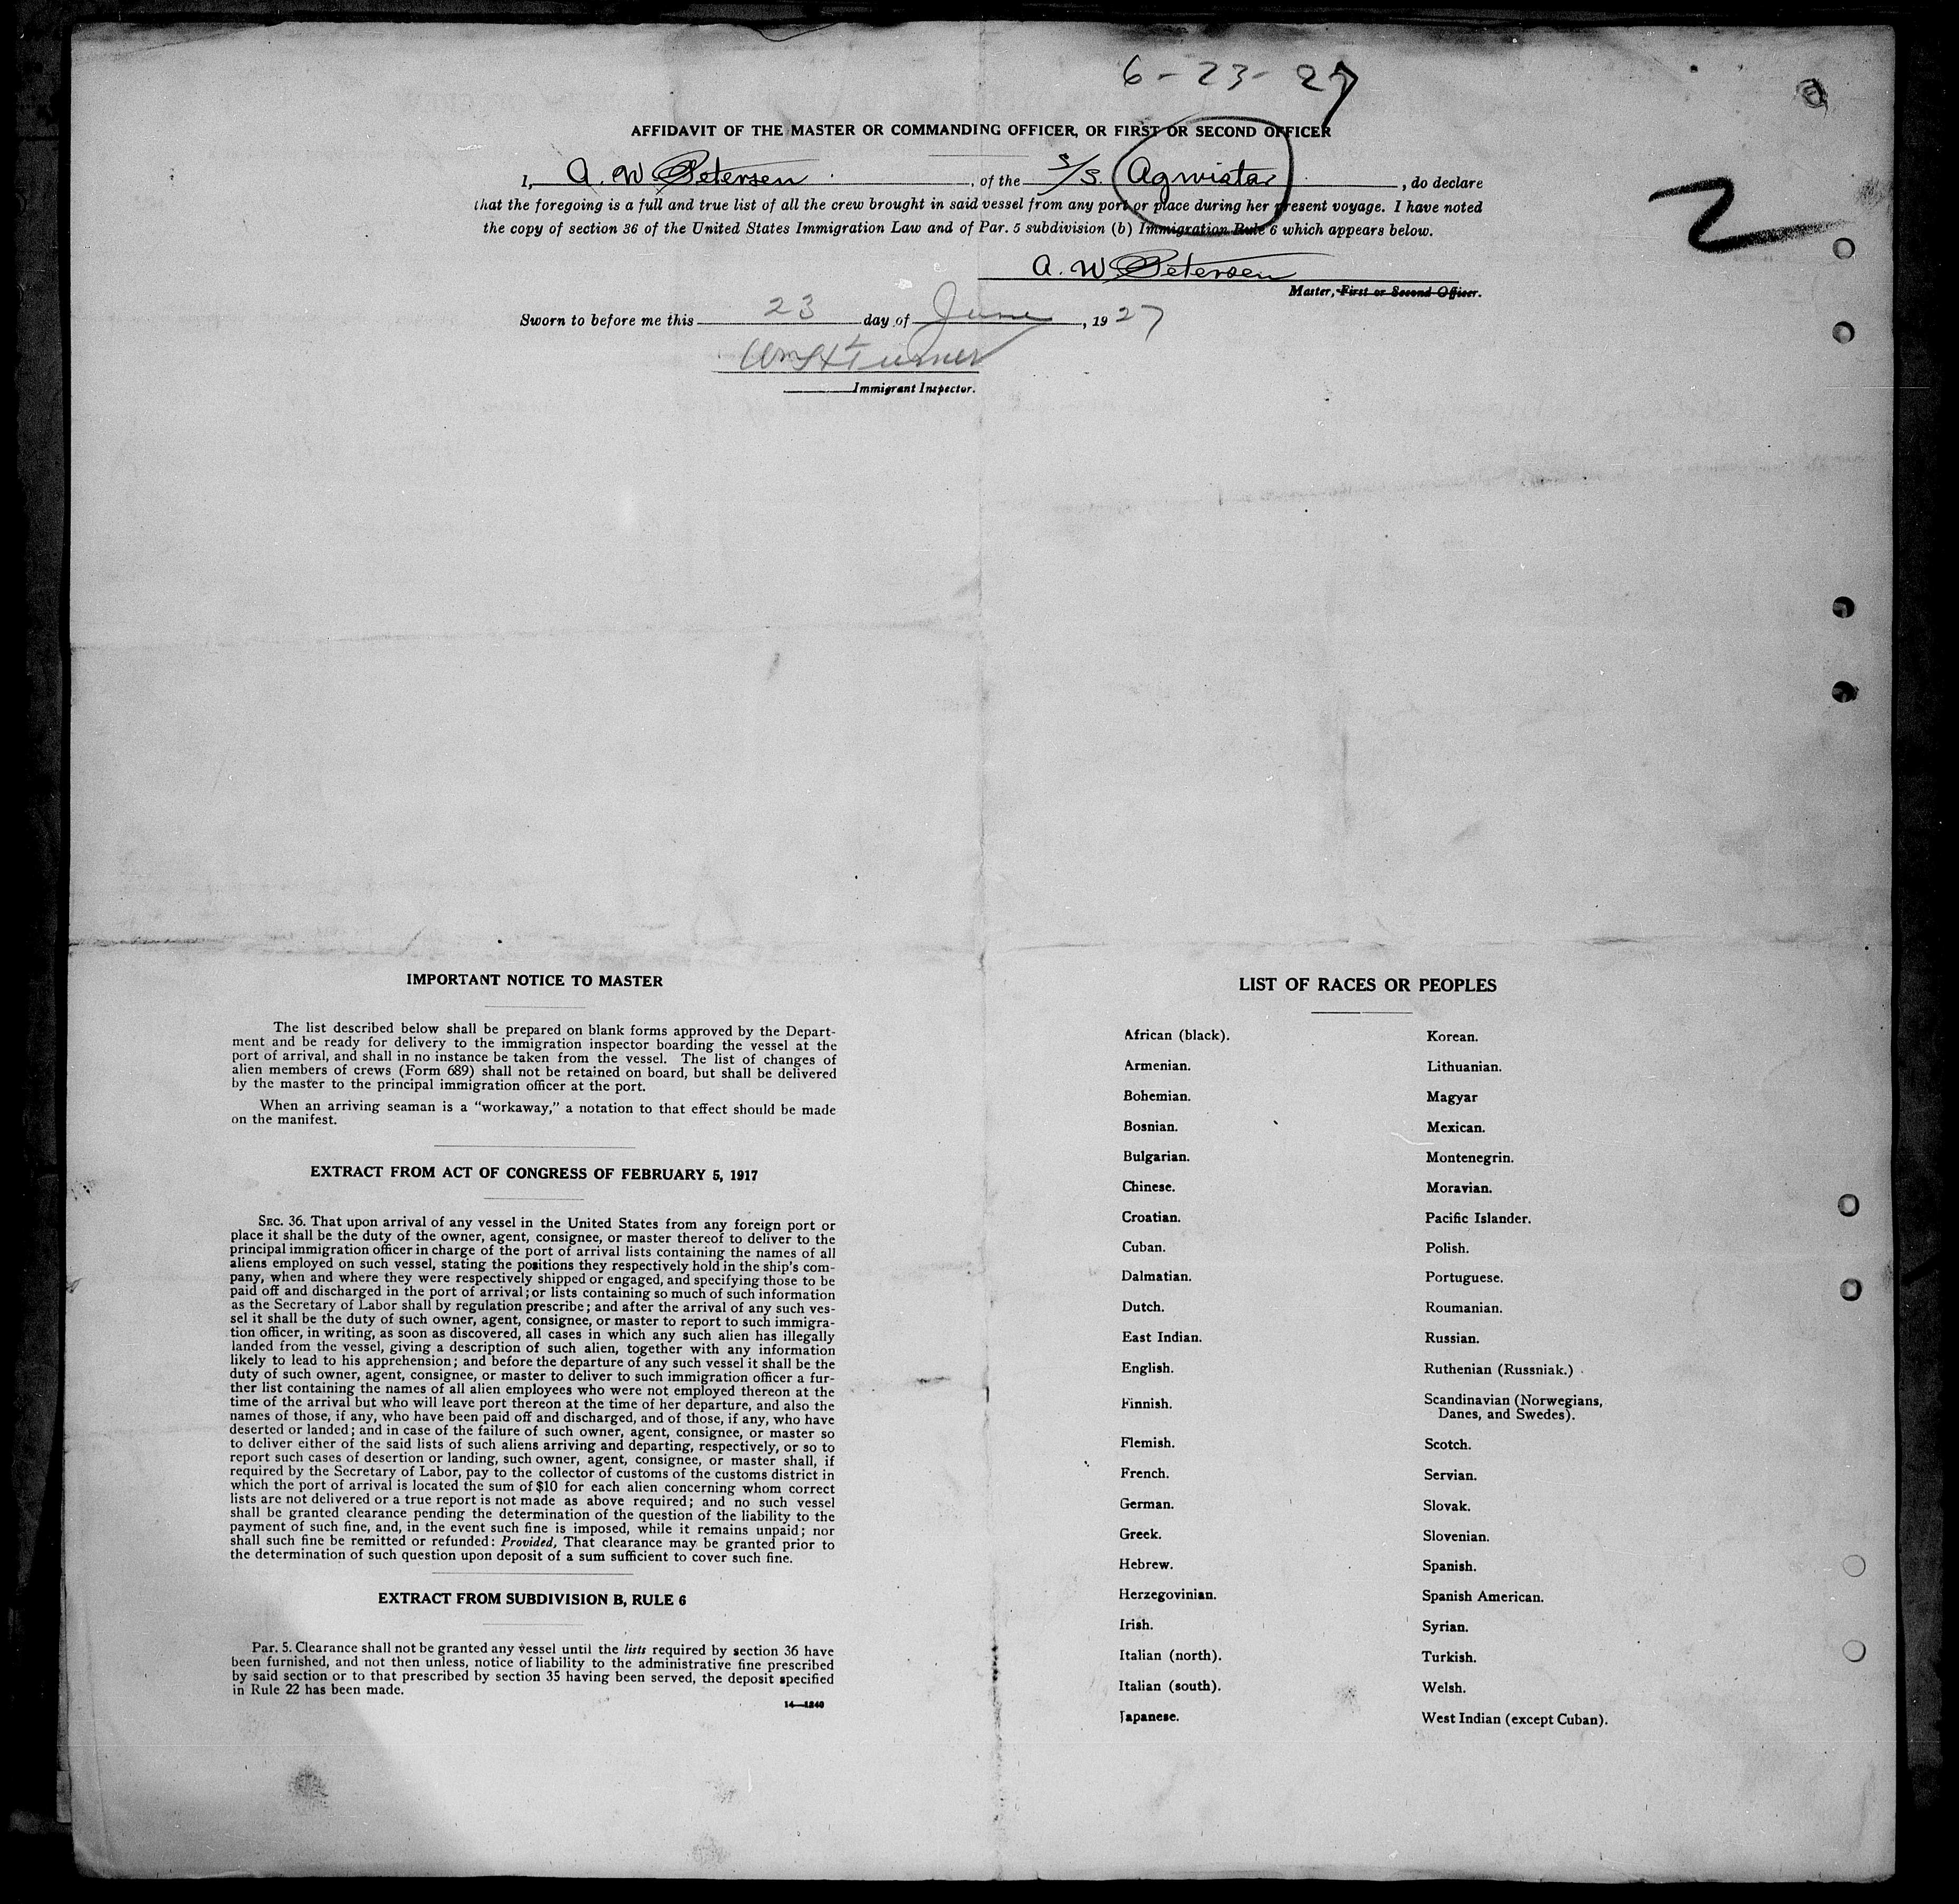 6-23-27
AFFIDAVIT OF THE MASTER OR COMMANDING OFFICER, OR FIRST OR SECOND OFFICER
I, A. W Petersen, of the S/S. Agwistar, do declare
that the foregoing is a full and true list of all the crew brought in said vessel from any port or place during her present voyage. I have noted
the copy of section 36 of the United States Immigration Law and of Par. 5 subdivision (b) Immigration Rule 6 which appears below.
A. W Petersen
Master, First or Second Officer.
2
Sworn to before me this 23 day of June, 1927
Wm H Turner
Immigrant Inspector.
IMPORTANT NOTICE TO MASTER
The list described below shall be prepared on blank forms approved by the Depart-
ment and be ready for delivery to the immigration inspector boarding the vessel at the
port of arrival, and shall in no instance be taken from the vessel. The list of changes of
alien members of crews (Form 689) shall not be retained on board, but shall be delivered
by the master to the principal immigration officer at the port.
When an arriving seaman is a "workaway," a notation to that effect should be made
on the manifest.
EXTRACT FROM ACT OF CONGRESS OF FEBRUARY 5, 1917
SEC. 36. That upon arrival of any vessel in the United States from any foreign port or
place it shall be the duty of the owner, agent, consignee, or master thereof to deliver to the
principal immigration officer in charge of the port of arrival lists containing the names of all
aliens employed on such vessel, stating the positions they respectively hold in the ship's com-
pany, when and where they were respectively shipped or engaged, and specifying those to be
paid off and discharged in the port of arrival; or lists containing so much of such information
as the Secretary of Labor shall by regulation prescribe; and after the arrival of any such ves-
sel it shall be the duty of such owner, agent, consignee, or master to report to such immigra-
tion officer, in writing, as soon as discovered, all cases in which any such alien has illegally
landed from the vessel, giving a description of such alien, together with any information
likely to lead to his apprehension; and before the departure of any such vessel it shall be the
duty of such owner, agent, consignee, or master to deliver to such immigration officer a fur-
ther list containing the names of all alien employees who were not employed thereon at the
time of the arrival but who will leave port thereon at the time of her departure, and also the
names of those, if any, who have been paid off and discharged, and of those, if any, who have
deserted or landed; and in case of the failure of such owner, agent, consignee, or master so
to deliver either of the said lists of such aliens arriving and departing, respectively, or so to
report such cases of desertion or landing, such owner, agent, consignee, or master shall, if
required by the Secretary of Labor, pay to the collector of customs of the customs district in
which the port of arrival is located the sum of $10 for each alien concerning whom correct
lists are not delivered or a true report is not made as above required; and no such vessel
shall be granted clearance pending the determination of the question of the liability to the
payment of such fine, and, in the event such fine is imposed, while it remains unpaid; nor
shall such fine be remitted or refunded: Provided, That clearance may be granted prior to
the determination of such question upon deposit of a sum sufficient to cover such fine.
EXTRACT FROM SUBDIVISION B, RULE 6
Par. 5. Clearance shall not be granted any vessel until the lists required by section 36 have
been furnished, and not then unless, notice of liability to the administrative fine prescribed
by said section or to that prescribed by section 35 having been served, the deposit specified
in Rule 22 has been made.
14—1240
LIST OF RACES OR PEOPLES
African (black).
Armenian.
Bohemian.
Bosnian.
Bulgarian.
Chinese.
Croatian.
Cuban.
Dalmatian.
Dutch.
East Indian.
English.
Finnish.
Flemish.
French.
German.
Greek.
Hebrew.
Herzegovinian.
Irish.
Italian (north).
Italian (south).
Japanese.
Korean.
Lithuanian.
Magyar
Mexican.
Montenegrin.
Moravian.
Pacific Islander.
Polish.
Portuguese.
Roumanian.
Russian.
Ruthenian (Russniak.)
Scandinavian (Norwegians,
Danes, and Swedes).
Scotch.
Servian.
Slovak.
Slovenian.
Spanish.
Spanish American.
Syrian.
Turkish.
Welsh.
West Indian (except Cuban).